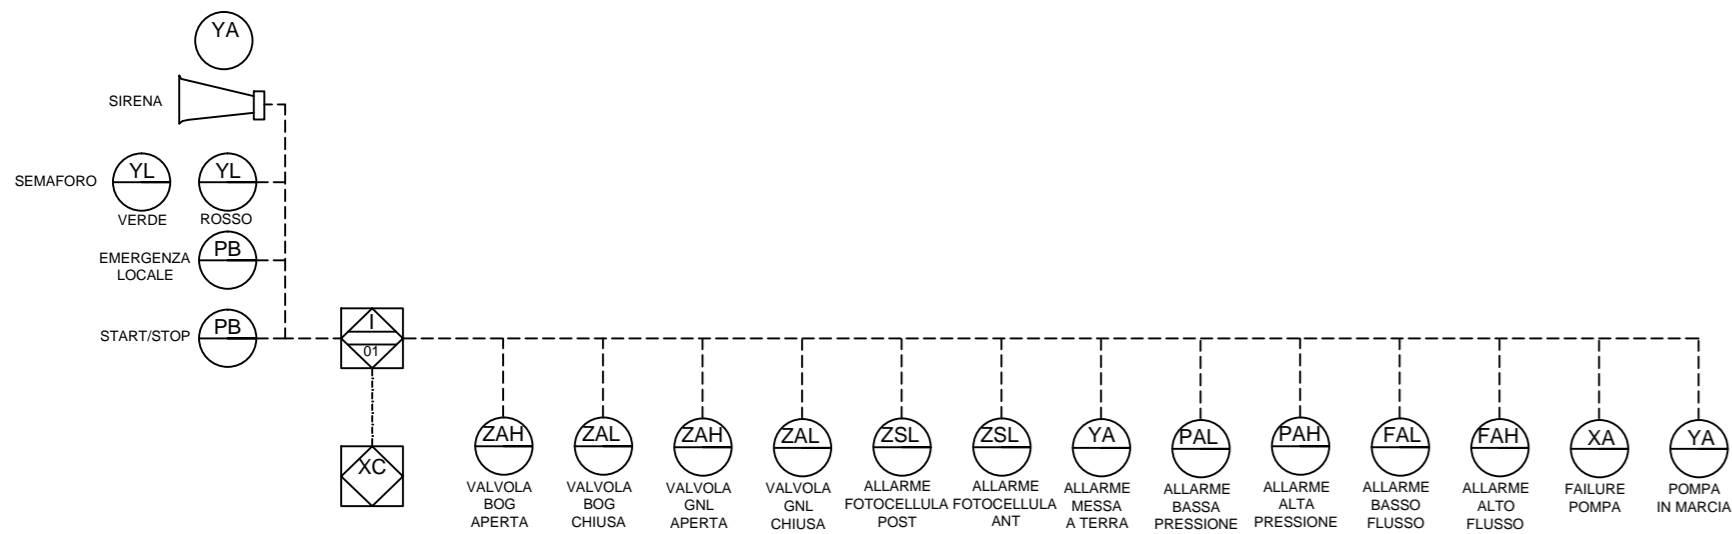 YA
SIRENA
SEMAFORO
YL
YL
VERDE
ROSSO
EMERGENZA
LOCALE
PB
START/STOP
PB
I
01
XC
ZAH
VALVOLA
BOG
APERTA
ZAL
VALVOLA
BOG
CHIUSA
ZAH
VALVOLA
GNL
APERTA
ZAL
VALVOLA
GNL
CHIUSA
ZSL
ALLARME
FOTOCELLULA
POST
ZSL
ALLARME
FOTOCELLULA
ANT
YA
ALLARME
MESSA
A TERRA
PAL
ALLARME
BASSA
PRESSIONE
PAH
ALLARME
ALTA
PRESSIONE
FAL
ALLARME
BASSO
FLUSSO
FAH
ALLARME
ALTO
FLUSSO
XA
FAILURE
POMPA
YA
POMPA
IN MARCIA